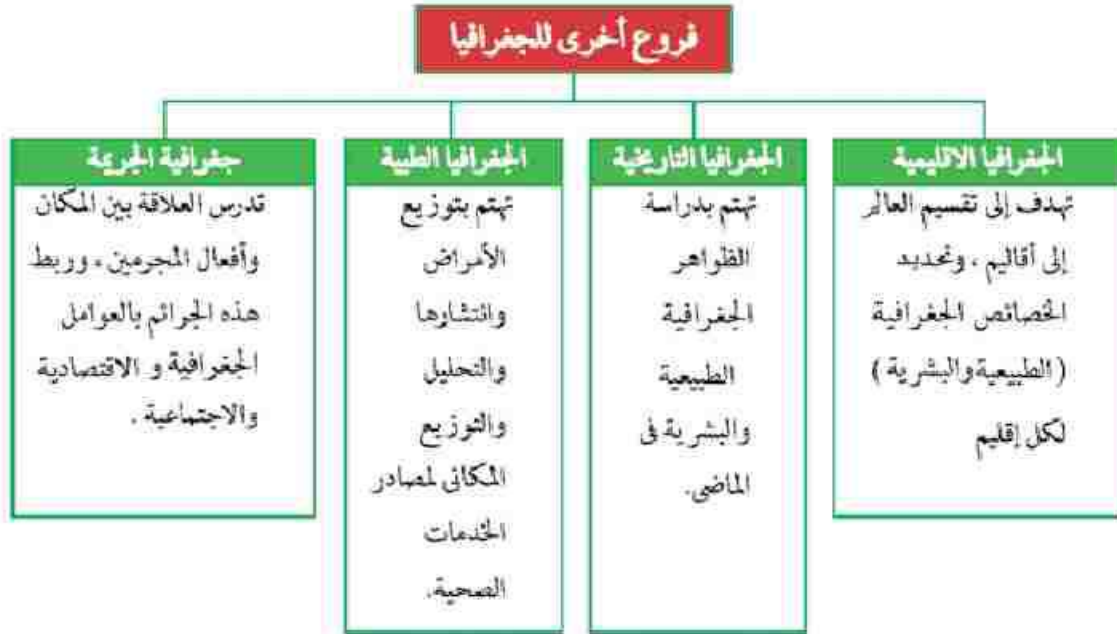 فروع أخرى للجغرافيا
الجغرافيا الاقليمية
تهدف إلى تقسيم العالم
إلى أقاليم ، وتحديد
الخصائص الجغرافية
(الطبيعية والبشرية)
لكل إقليم
الجغرافيا التاريخية
تهتم بدراسة
الظواهر
الجغرافية
الطبيعية
والبشرية فى
الماضى.
الجغرافيا الطبية
تهتم بتوزيع
الأمراض
وانتشارها
والتحليل
والتوزيع
المكانى لمصادر
الخدمات
الصحية.
جغرافية الجريمة
تدرس العلاقة بين المكان
وأفعال المجرمين ، وربط
هذه الجرائم بالعوامل
الجغرافية و الاقتصادية
والاجتماعية .